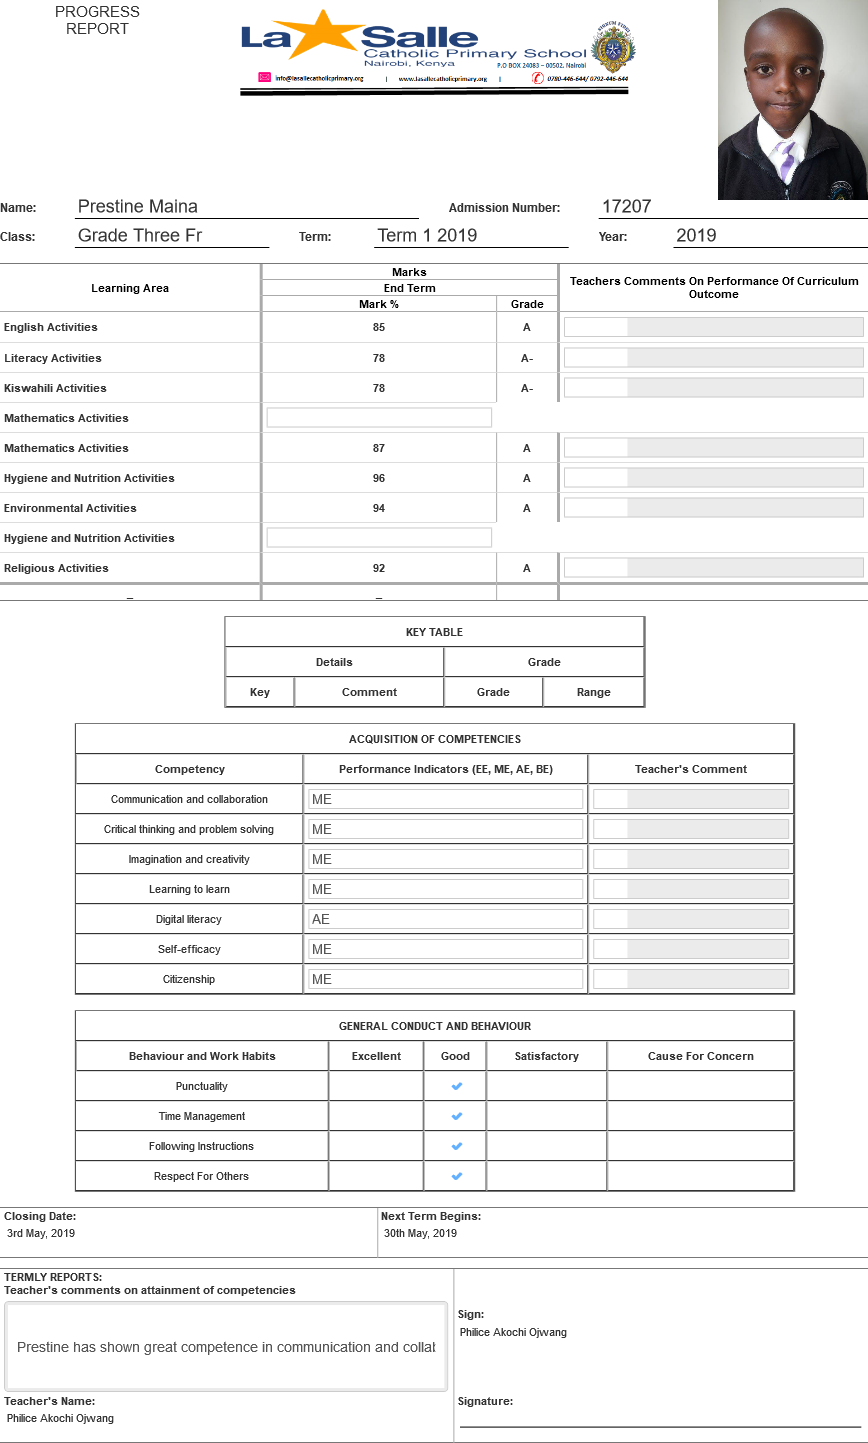 PROGRESS
REPORT
La Salle
Catholic Primary School
Nairobi, Kenya
P.O BOX 24083 – 00502, Nairobi
info@lasallecatholicprimary.org | www.lasallecatholicprimary.org | 0780-446-644/ 0792-446-644
Name: Prestine Maina Admission Number: 17207
Class: Grade Three Fr Term: Term 1 2019 Year: 2019
Learning Area Marks Teachers Comments On Performance Of Curriculum Outcome
End Term
Mark % Grade
English Activities 85 A
Literacy Activities 78 A-
Kiswahili Activities 78 A-
Mathematics Activities
Mathematics Activities 87 A
Hygiene and Nutrition Activities 96 A
Environmental Activities 94 A
Hygiene and Nutrition Activities
Religious Activities 92 A
_ _
KEY TABLE
Details Grade
Key Comment Grade Range
ACQUISITION OF COMPETENCIES
Competency Performance Indicators (EE, ME, AE, BE) Teacher's Comment
Communication and collaboration ME
Critical thinking and problem solving ME
Imagination and creativity ME
Learning to learn ME
Digital literacy AE
Self-efficacy ME
Citizenship ME
GENERAL CONDUCT AND BEHAVIOUR
Behaviour and Work Habits Excellent Good Satisfactory Cause For Concern
Punctuality
Time Management
Following Instructions
Respect For Others
Closing Date: Next Term Begins:
3rd May, 2019 30th May, 2019
TERMLY REPORTS:
Teacher's comments on attainment of competencies
Prestine has shown great competence in communication and collab
Sign:
Philice Akochi Ojwang
Teacher's Name: Signature:
Philice Akochi Ojwang